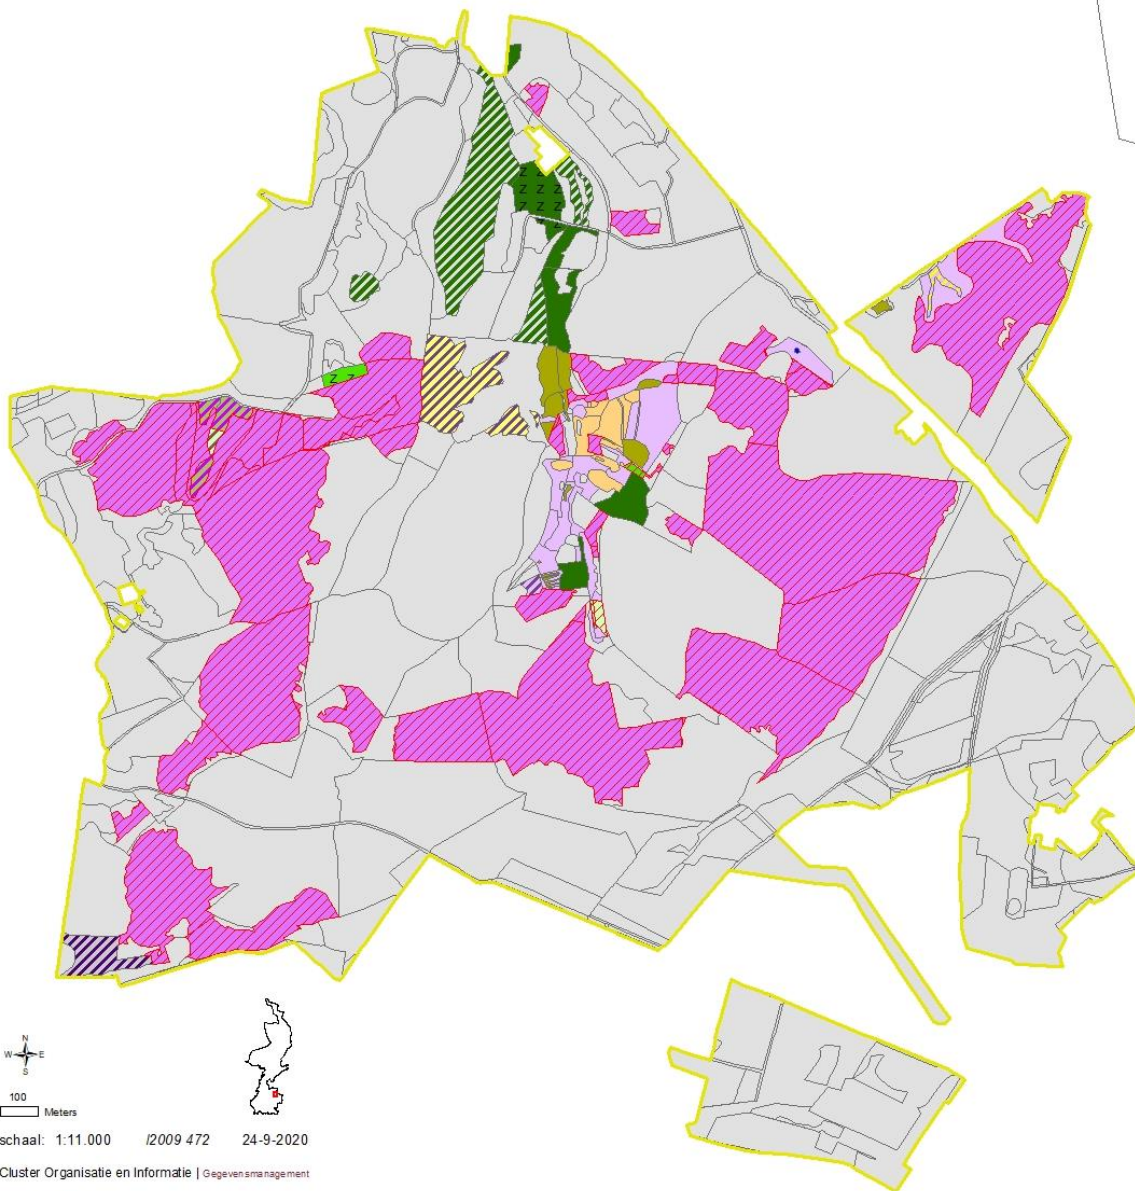 Z Z
Z Z Z
Z Z Z
Z
Z Z
N
W E
S
100
Meters
schaal: 1:11.000 I2009 472 24-9-2020
Cluster Organisatie en Informatie | Gegevensmanagement